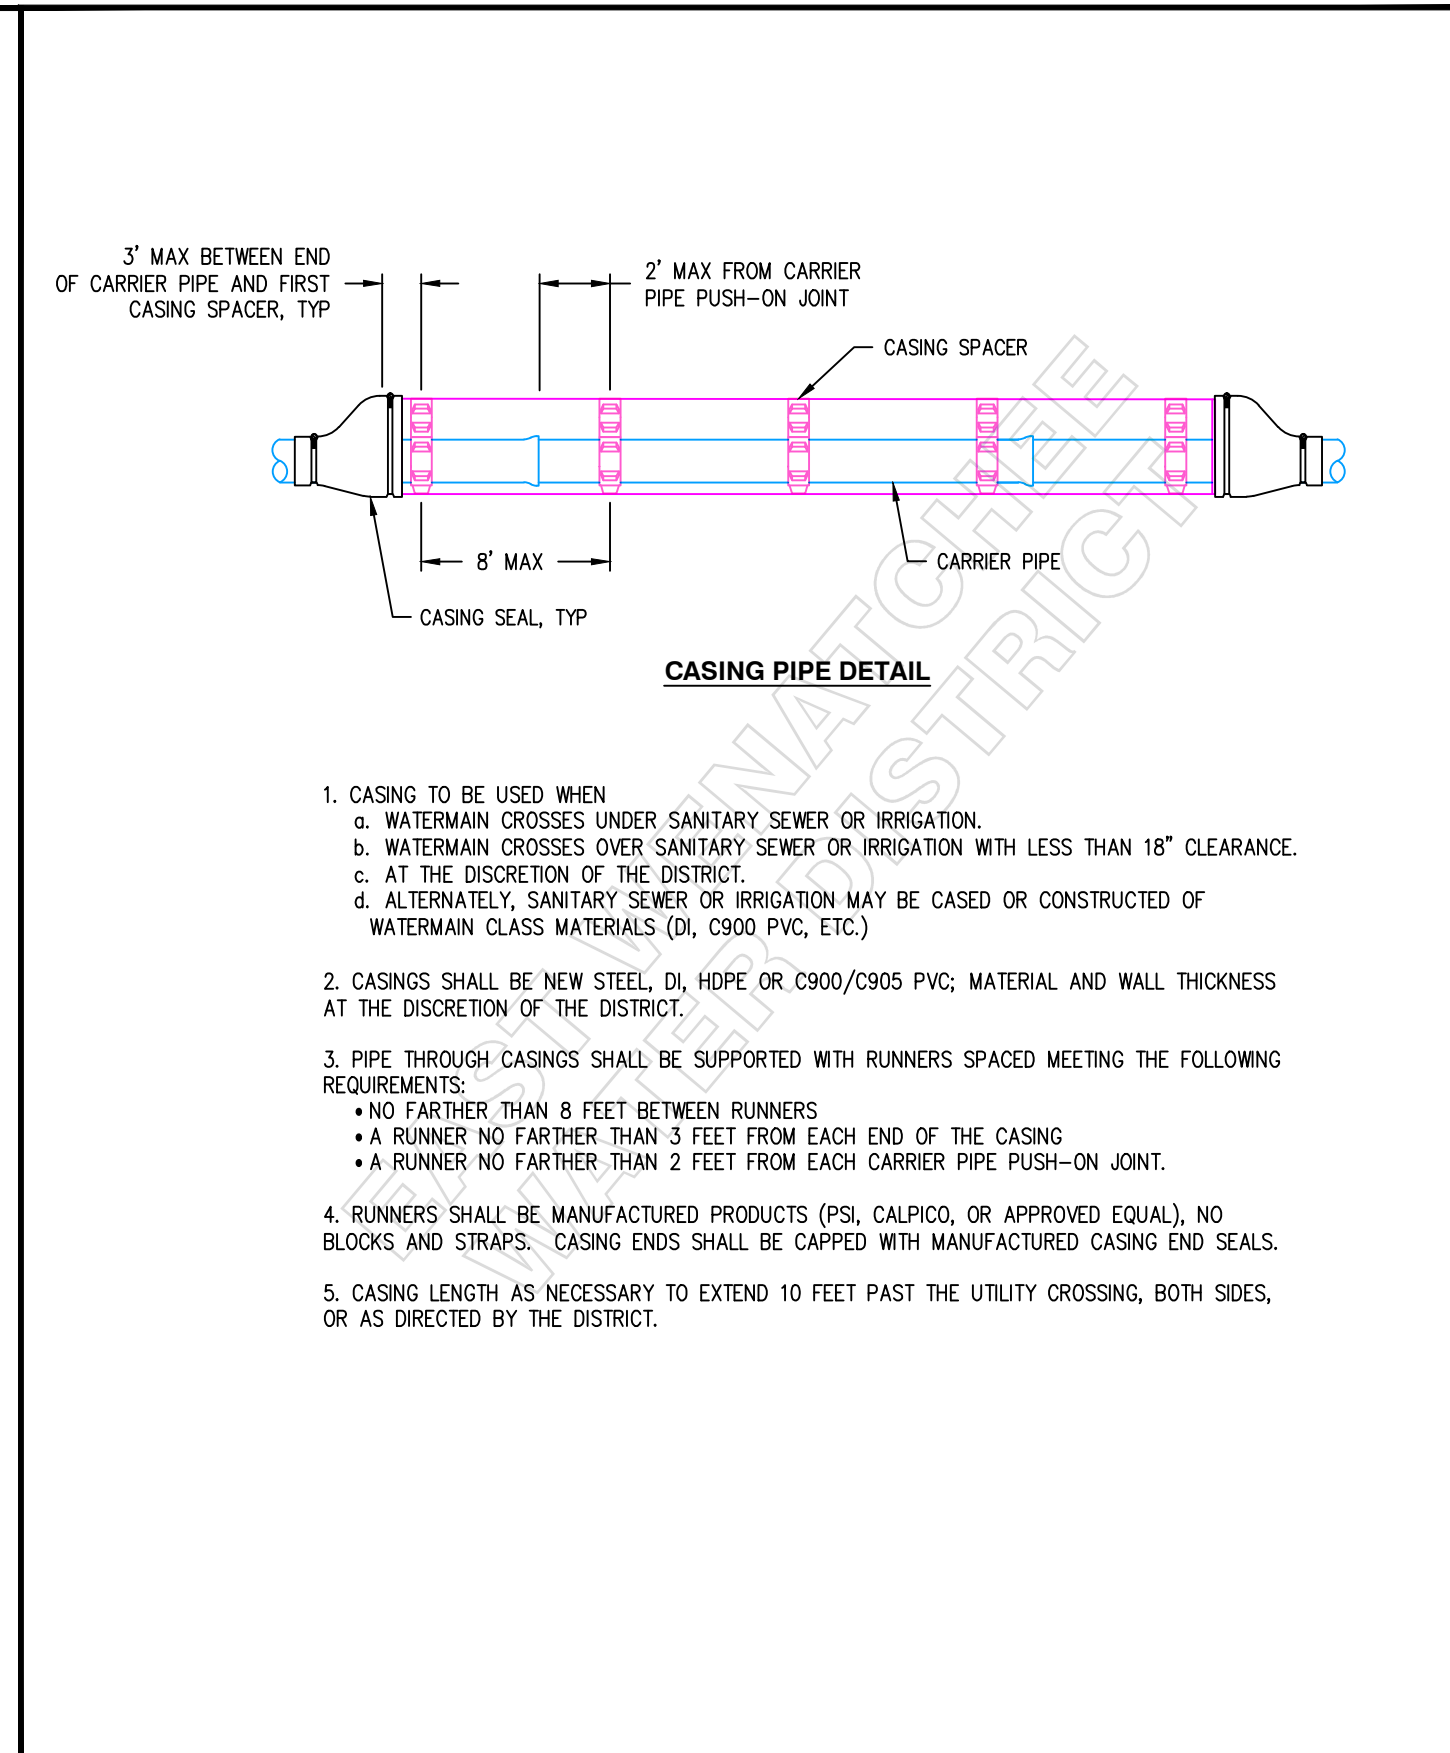 3' MAX BETWEEN END
OF CARRIER PIPE AND FIRST
CASING SPACER, TYP
2' MAX FROM CARRIER
PIPE PUSH-ON JOINT
CASING SPACER
8' MAX
CARRIER PIPE
CASING SEAL, TYP
CASING PIPE DETAIL
1. CASING TO BE USED WHEN
a. WATERMAIN CROSSES UNDER SANITARY SEWER OR IRRIGATION.
b. WATERMAIN CROSSES OVER SANITARY SEWER OR IRRIGATION WITH LESS THAN 18" CLEARANCE.
c. AT THE DISCRETION OF THE DISTRICT.
d. ALTERNATELY, SANITARY SEWER OR IRRIGATION MAY BE CASED OR CONSTRUCTED OF
WATERMAIN CLASS MATERIALS (DI, C900 PVC, ETC.)
2. CASINGS SHALL BE NEW STEEL, DI, HDPE OR C900/C905 PVC; MATERIAL AND WALL THICKNESS
AT THE DISCRETION OF THE DISTRICT.
3. PIPE THROUGH CASINGS SHALL BE SUPPORTED WITH RUNNERS SPACED MEETING THE FOLLOWING
REQUIREMENTS:
• NO FARTHER THAN 8 FEET BETWEEN RUNNERS
• A RUNNER NO FARTHER THAN 3 FEET FROM EACH END OF THE CASING
• A RUNNER NO FARTHER THAN 2 FEET FROM EACH CARRIER PIPE PUSH-ON JOINT.
4. RUNNERS SHALL BE MANUFACTURED PRODUCTS (PSI, CALPICO, OR APPROVED EQUAL), NO
BLOCKS AND STRAPS. CASING ENDS SHALL BE CAPPED WITH MANUFACTURED CASING END SEALS.
5. CASING LENGTH AS NECESSARY TO EXTEND 10 FEET PAST THE UTILITY CROSSING, BOTH SIDES,
OR AS DIRECTED BY THE DISTRICT.
EAST WENATCHEE
WATER DISTRICT